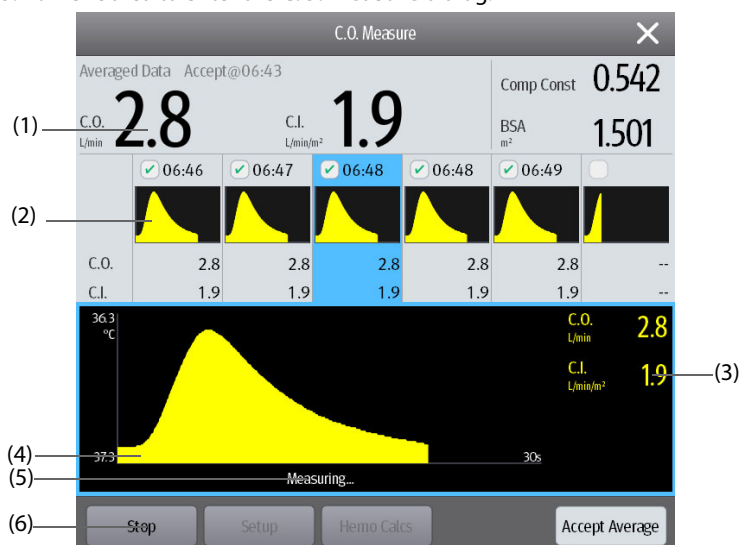 C.O. Measure
Averaged Data Accept@06:43
C.O.
L/min
2.8
C.I.
L/min/m²
1.9
Comp Const 0.542
BSA
m²
1.501
(1)
06:46 06:47 06:48 06:48 06:49
(2)
C.O. 2.8 2.8 2.8 2.8 2.8 --
C.I. 1.9 1.9 1.9 1.9 1.9 --
36.3
°C
C.O.
L/min
2.8
C.I.
L/min/m²
1.9
(3)
(4)
37.3
30s
(5)
Measuring...
(6)
Stop Setup Hemo Calcs Accept Average